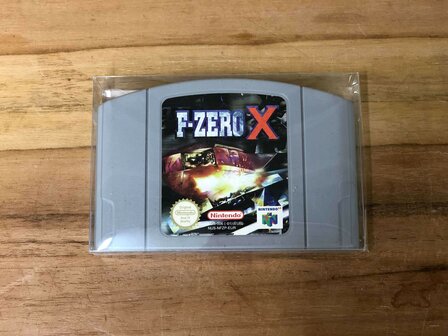 F-ZERO X
Nintendo
NINTENDO 64
NUS-NFZP-EUR